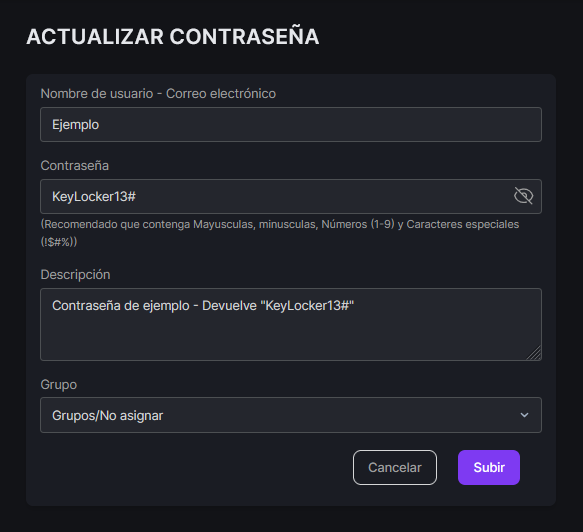 ACTUALIZAR CONTRASEÑA
Nombre de usuario - Correo electrónico
Ejemplo
Contraseña
KeyLocker13#
(Recomendado que contenga Mayusculas, minusculas, Números (1-9) y Caracteres especiales
(!$#%))
Descripción
Contraseña de ejemplo - Devuelve "KeyLocker13#"
Grupo
Grupos/No asignar
Cancelar
Subir